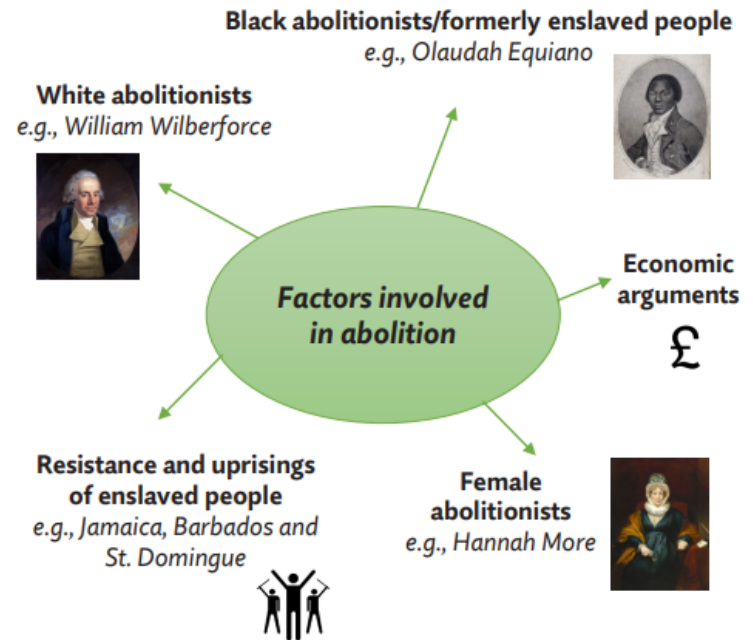 Black abolitionists/formerly enslaved people
e.g., Olaudah Equiano
White abolitionists
e.g., William Wilberforce
Factors involved
in abolition
Economic
arguments
£
Resistance and uprisings
of enslaved people
e.g., Jamaica, Barbados and
St. Domingue
Female
abolitionists
e.g., Hannah More